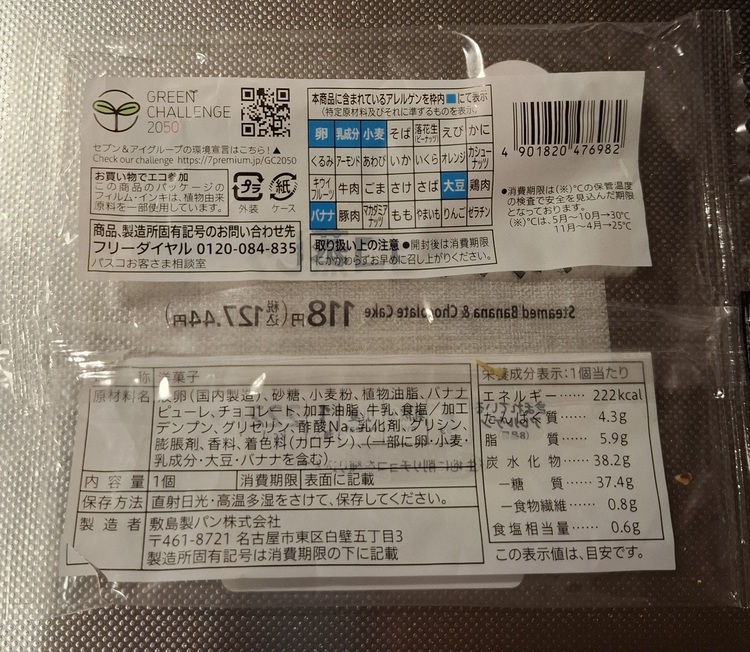 GREEN
CHALLENGE
2050
セブン&アイグループの環境宣言はこちら!▲
Check our challenge https://7premium.jp/GC2050
お買い物でエコ参加
この商品のパッケージの
フィルム・インキは、植物由来
原料を一部使用しています。
プラ
外装
紙
ケース
商品、製造所固有記号のお問い合わせ先
フリーダイヤル 0120-084-835
パスコお客さま相談室
本商品に含まれているアレルゲンを枠内■にて表示
(特定原材料及びそれに準ずるものを表示)
卵 乳成分 小麦 そば 落花生(ピーナッツ) えび かに
くるみ アーモンド あわび いか いくら オレンジ カシューナッツ
キウイフルーツ 牛肉 ごま さけ さば 大豆 鶏肉
バナナ 豚肉 マカダミアナッツ もも やまいも りんご ゼラチン
取り扱い上の注意 ●開封後は消費期限
にかかわらずお早めに召し上がりください。
4 901820 476982
●消費期限は(※)℃の保管温度
の検査で安全を見込んだ期限
となっております。
(※)℃は、5月〜10月→30℃
11月〜4月→25℃
Steamed Banana & Chocolate Cake 118円(税込127.44円)
称 洋菓子
原材料名 液卵(国内製造)、砂糖、小麦粉、植物油脂、バナナ
ピューレ、チョコレート、加工油脂、牛乳、食塩/加工
デンプン、グリセリン、酢酸Na、乳化剤、グリシン、
膨脹剤、香料、着色料(カロチン)、(一部に卵・小麦・
乳成分・大豆・バナナを含む)
内容量 1個 消費期限 表面に記載
保存方法 直射日光・高温多湿をさけて、保存してください。
製造者 敷島製パン株式会社
〒461-8721 名古屋市東区白壁五丁目3
製造所固有記号は消費期限の下に記載
栄養成分表示:1個当たり
エネルギー…… 222kcal
たんぱく質…… 4.3g
脂質…… 5.9g
炭水化物…… 38.2g
―糖質…… 37.4g
―食物繊維…… 0.8g
食塩相当量…… 0.6g
この表示値は、目安です。